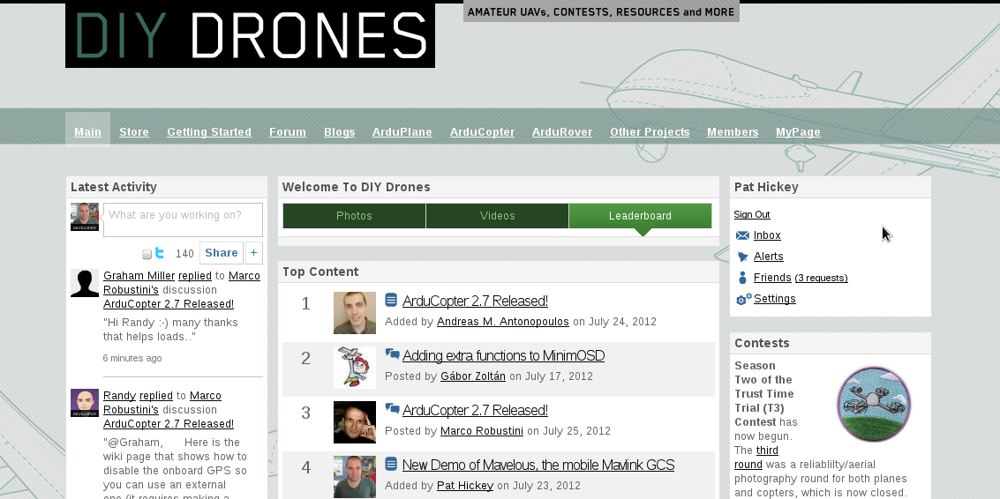 DIY DRONES
AMATEUR UAVs, CONTESTS, RESOURCES and MORE
Main Store Getting Started Forum Blogs ArduPlane ArduCopter ArduRover Other Projects Members MyPage
Latest Activity
DEVELOPER
What are you working on?
140 Share +
Graham Miller replied to Marco
Robustini's discussion
ArduCopter 2.7 Released!
"Hi Randy :-) many thanks
that helps loads.."
6 minutes ago
DEVELOPER
Randy replied to Marco
Robustini's discussion
ArduCopter 2.7 Released!
"@Graham, Here is the
wiki page that shows how to
disable the onboard GPS so
you can use an external
one (it requires making a
Welcome To DIY Drones
Photos Videos Leaderboard
Top Content
1 ArduCopter 2.7 Released!
Added by Andreas M. Antonopoulos on July 24, 2012
2 Adding extra functions to MinimOSD
Posted by Gábor Zoltán on July 17, 2012
3 ArduCopter 2.7 Released!
Posted by Marco Robustini on July 25, 2012
4 New Demo of Mavelous, the mobile Mavlink GCS
Added by Pat Hickey on July 23, 2012
Pat Hickey
Sign Out
Inbox
Alerts
Friends (3 requests)
Settings
Contests
Season
Two of the
Trust Time
Trial (T3)
Contest has
now begun.
The third
round was a reliablilty/aerial
photography round for both planes
and copters, which is now closed.